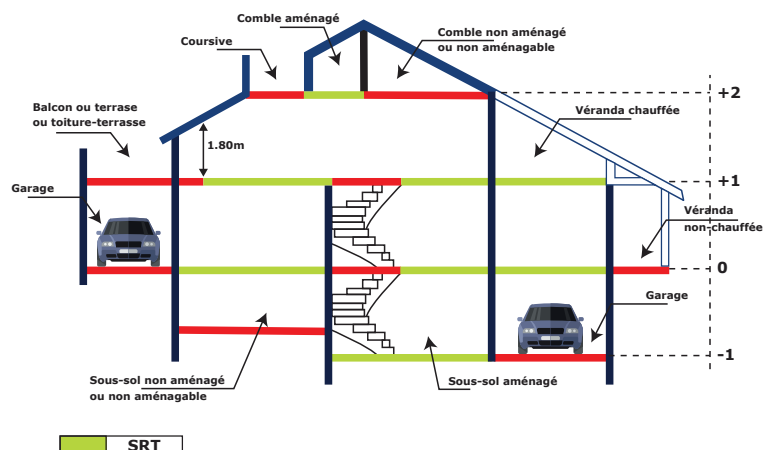 Comble aménagé
Coursive
Comble non aménagé
ou non aménagable
+2
Balcon ou terrase
ou toiture-terrasse
Véranda chauffée
1.80m
+1
Garage
Véranda
non-chauffée
0
Garage
-1
Sous-sol non aménagé
ou non aménagable
Sous-sol aménagé
SRT